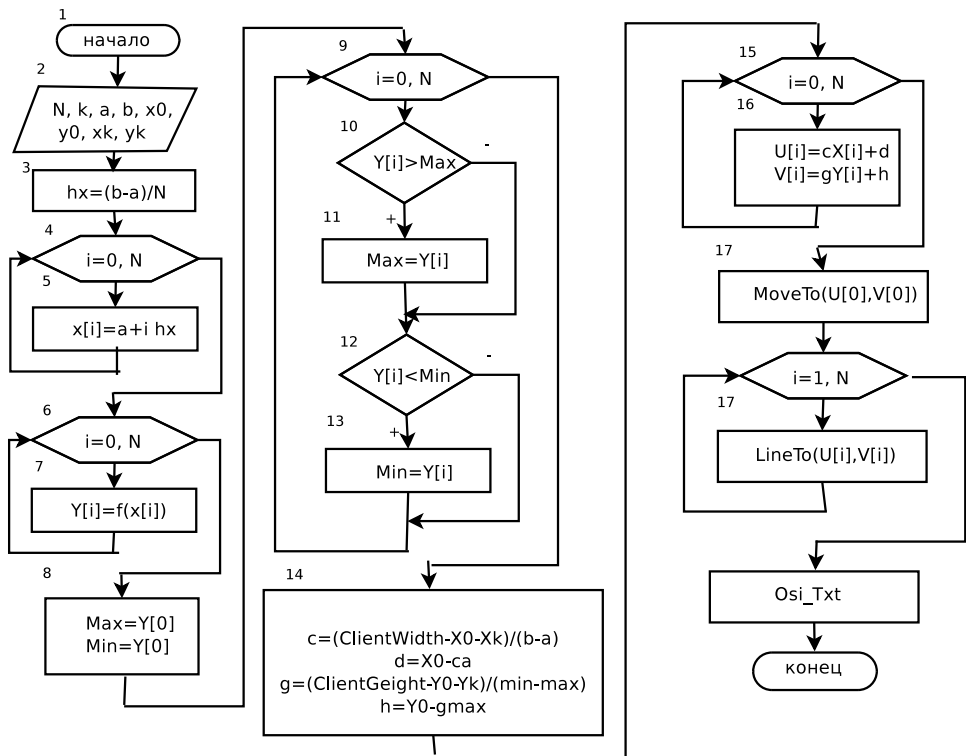 1
начало
2
N, k, a, b, x0,
y0, xk, yk
3
hx=(b-a)/N
4
i=0, N
5
x[i]=a+i hx
6
i=0, N
7
Y[i]=f(x[i])
8
Max=Y[0]
Min=Y[0]
9
i=0, N
10
Y[i]>Max
-
+
11
Max=Y[i]
12
Y[i]<Min
-
+
13
Min=Y[i]
14
c=(ClientWidth-X0-Xk)/(b-a)
d=X0-ca
g=(ClientGeight-Y0-Yk)/(min-max)
h=Y0-gmax
15
i=0, N
16
U[i]=cX[i]+d
V[i]=gY[i]+h
17
MoveTo(U[0],V[0])
i=1, N
17
LineTo(U[i],V[i])
Osi_Txt
конец